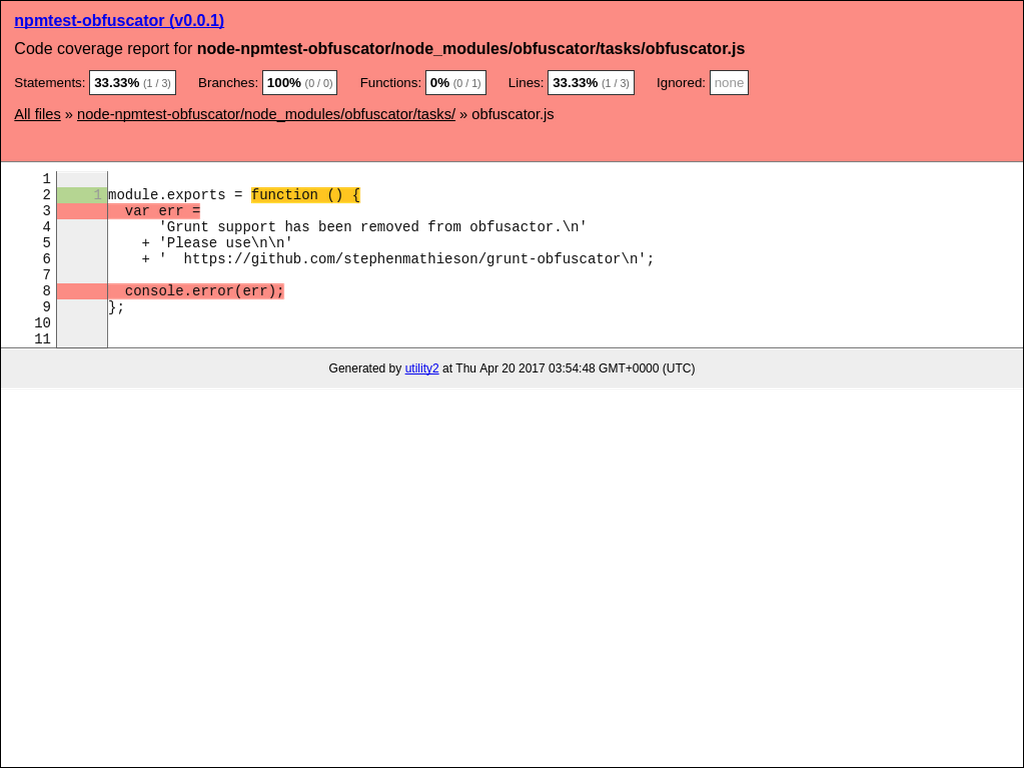 npmtest-obfuscator (v0.0.1)
Code coverage report for node-npmtest-obfuscator/node_modules/obfuscator/tasks/obfuscator.js
Statements: 33.33% (1 / 3) Branches: 100% (0 / 0) Functions: 0% (0 / 1) Lines: 33.33% (1 / 3) Ignored: none
All files » node-npmtest-obfuscator/node_modules/obfuscator/tasks/ » obfuscator.js
1
2 1 module.exports = function () {
3   var err =
4       'Grunt support has been removed from obfusactor.\n'
5     + 'Please use\n\n'
6     + '  https://github.com/stephenmathieson/grunt-obfuscator\n';
7
8   console.error(err);
9 };
10
11
Generated by utility2 at Thu Apr 20 2017 03:54:48 GMT+0000 (UTC)